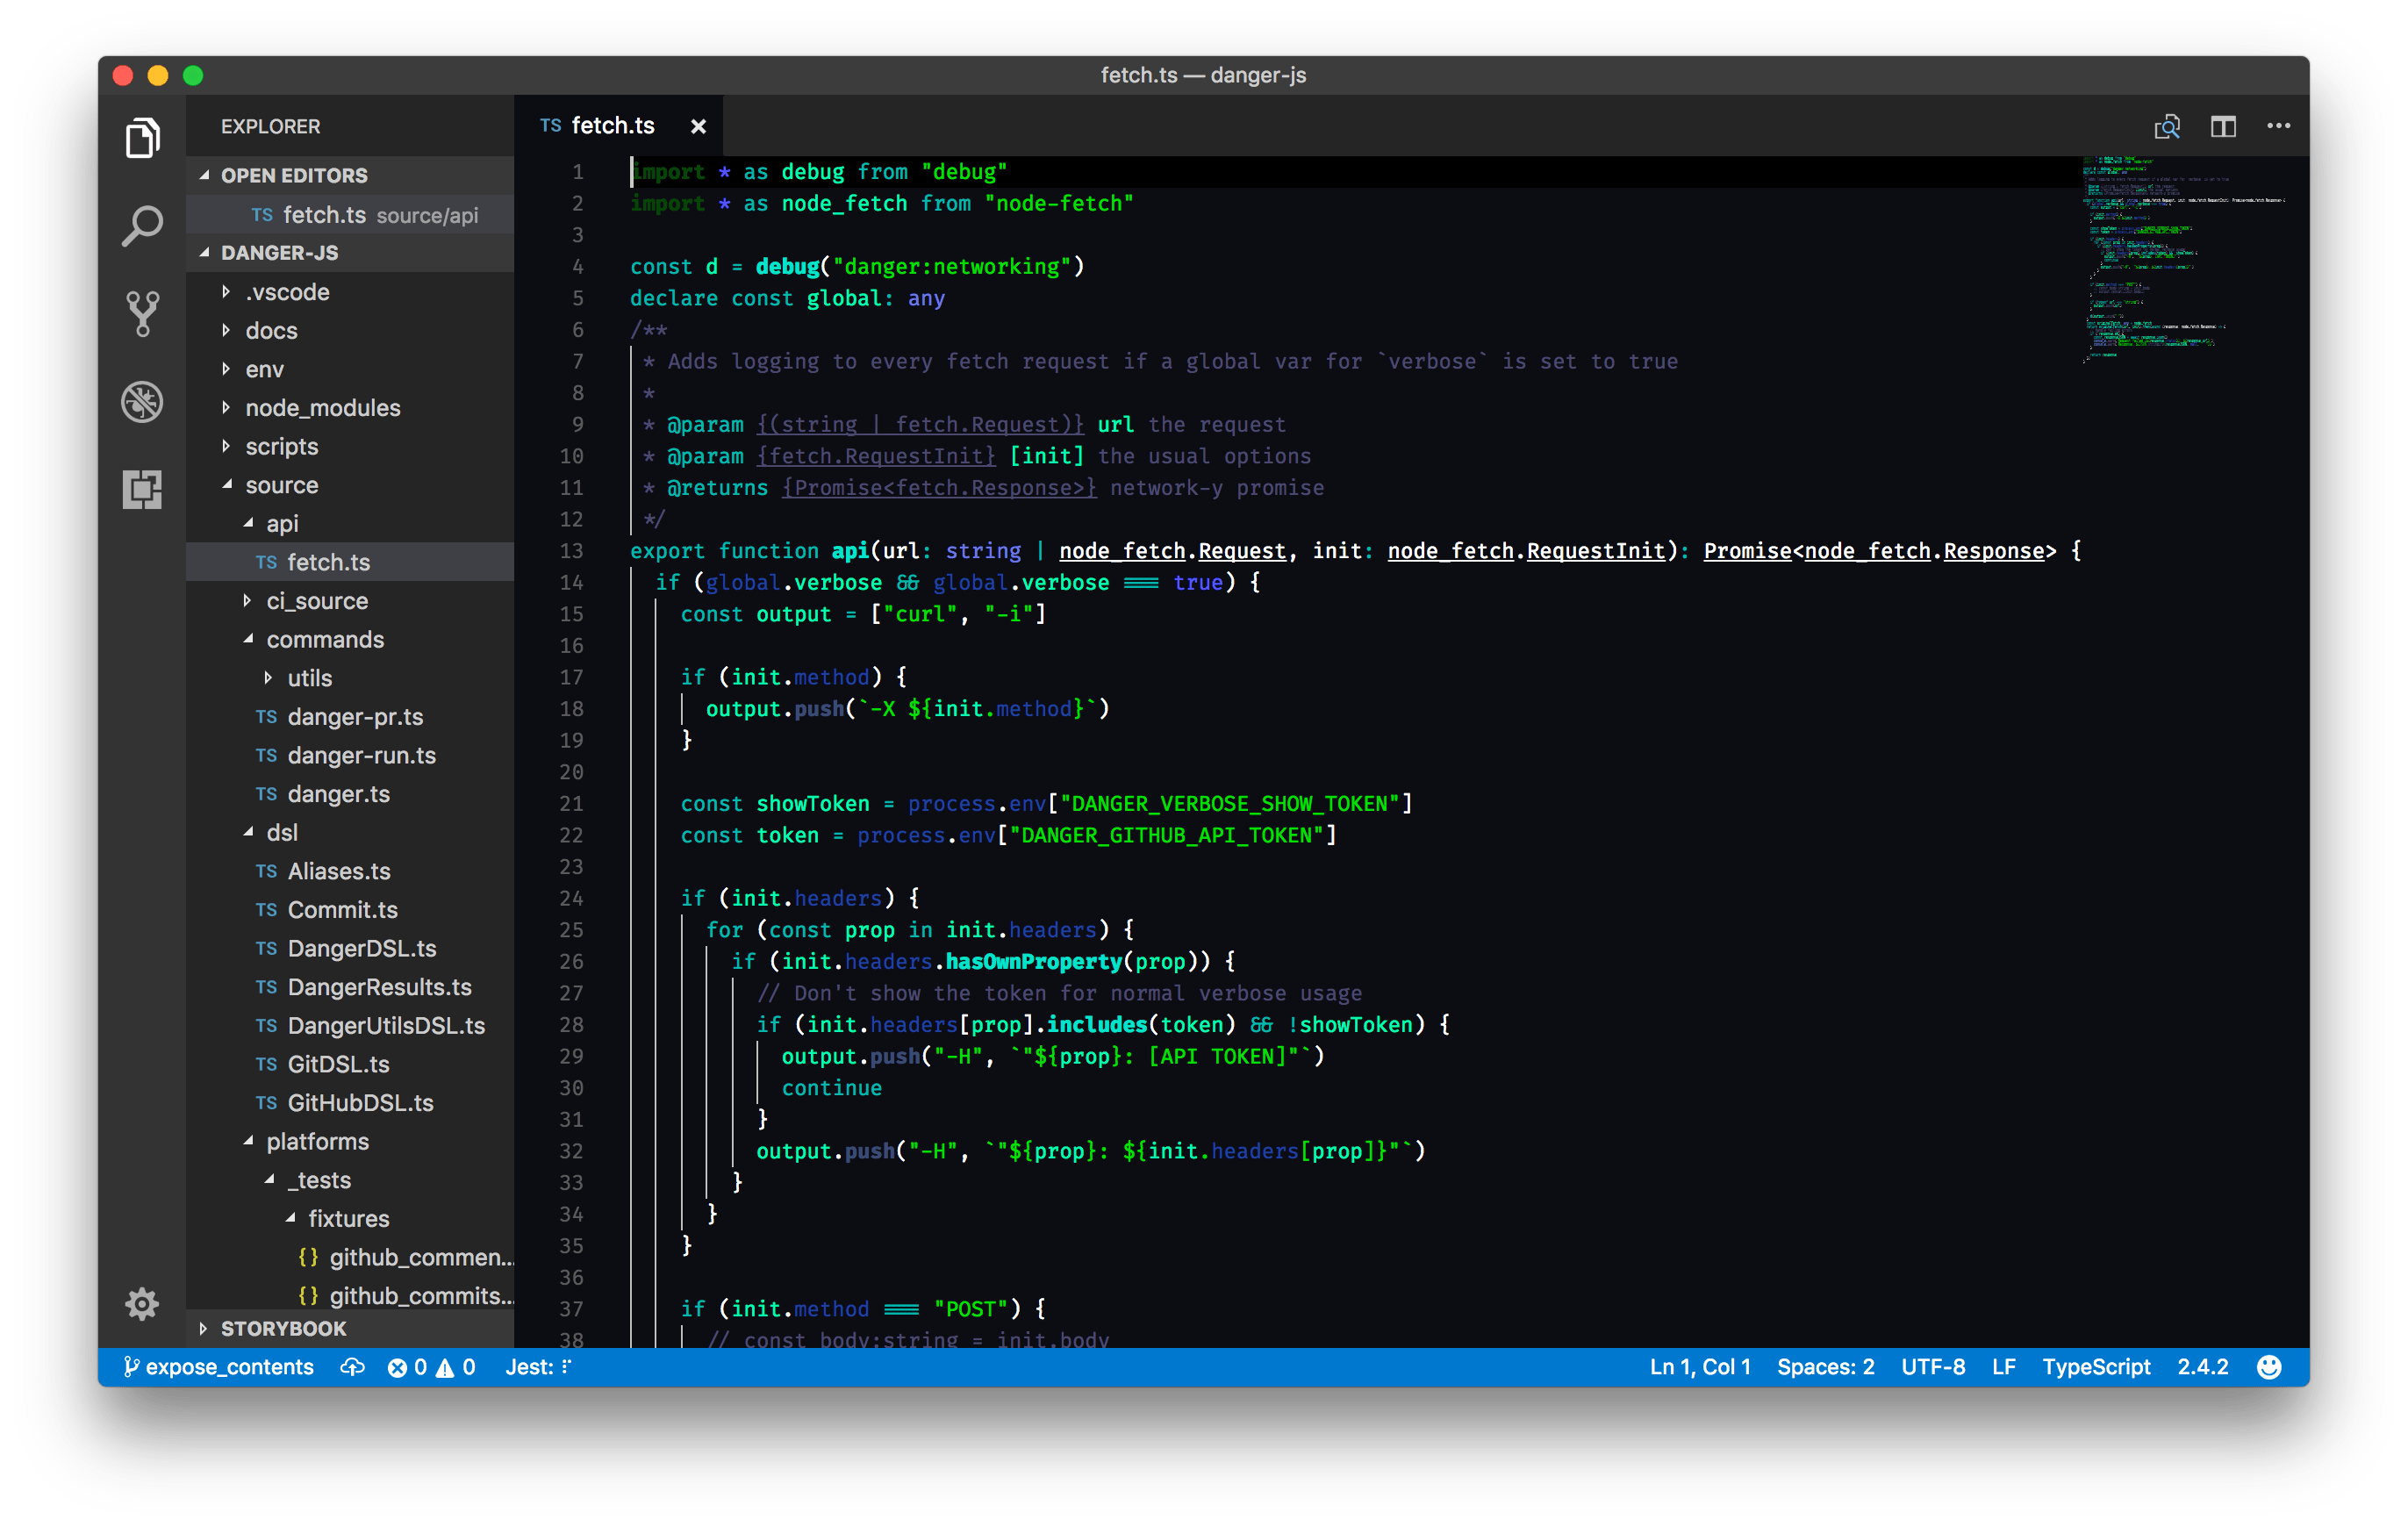 fetch.ts — danger-js
EXPLORER
OPEN EDITORS
TS fetch.ts source/api
DANGER-JS
.vscode
docs
env
node_modules
scripts
source
api
TS fetch.ts
ci_source
commands
utils
TS danger-pr.ts
TS danger-run.ts
TS danger.ts
dsl
TS Aliases.ts
TS Commit.ts
TS DangerDSL.ts
TS DangerResults.ts
TS DangerUtilsDSL.ts
TS GitDSL.ts
TS GitHubDSL.ts
platforms
_tests
fixtures
{} github_commen...
{} github_commits...
STORYBOOK
TS fetch.ts ×
1 import * as debug from "debug"
2 import * as node_fetch from "node-fetch"
3
4 const d = debug("danger:networking")
5 declare const global: any
6 /**
7 * Adds logging to every fetch request if a global var for `verbose` is set to true
8 *
9 * @param {(string | fetch.Request)} url the request
10 * @param {fetch.RequestInit} [init] the usual options
11 * @returns {Promise<fetch.Response>} network-y promise
12 */
13 export function api(url: string | node_fetch.Request, init: node_fetch.RequestInit): Promise<node_fetch.Response> {
14 if (global.verbose && global.verbose === true) {
15 const output = ["curl", "-i"]
16
17 if (init.method) {
18 output.push(`-X ${init.method}`)
19 }
20
21 const showToken = process.env["DANGER_VERBOSE_SHOW_TOKEN"]
22 const token = process.env["DANGER_GITHUB_API_TOKEN"]
23
24 if (init.headers) {
25 for (const prop in init.headers) {
26 if (init.headers.hasOwnProperty(prop)) {
27 // Don't show the token for normal verbose usage
28 if (init.headers[prop].includes(token) && !showToken) {
29 output.push("-H", `"${prop}: [API TOKEN]"`)
30 continue
31 }
32 output.push("-H", `"${prop}: ${init.headers[prop]}"`)
33 }
34 }
35 }
36
37 if (init.method === "POST") {
38 // const body:string = init.body
expose_contents 0 0 Jest: Ln 1, Col 1 Spaces: 2 UTF-8 LF TypeScript 2.4.2